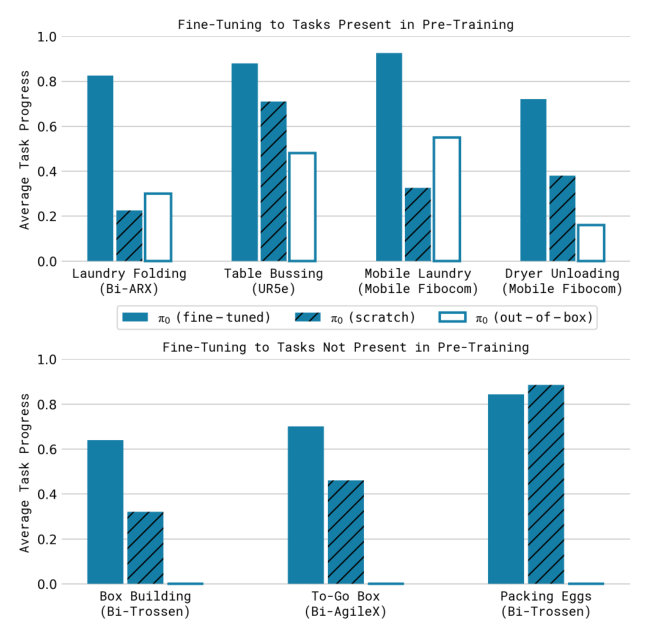 Fine-Tuning to Tasks Present in Pre-Training
1.0
0.8
0.6
0.4
0.2
0.0
Average Task Progress
Laundry Folding
(Bi-ARX)
Table Bussing
(UR5e)
Mobile Laundry
(Mobile Fibocom)
Dryer Unloading
(Mobile Fibocom)
π₀ (fine-tuned)
π₀ (scratch)
π₀ (out-of-box)
Fine-Tuning to Tasks Not Present in Pre-Training
1.0
0.8
0.6
0.4
0.2
0.0
Average Task Progress
Box Building
(Bi-Trossen)
To-Go Box
(Bi-AgileX)
Packing Eggs
(Bi-Trossen)